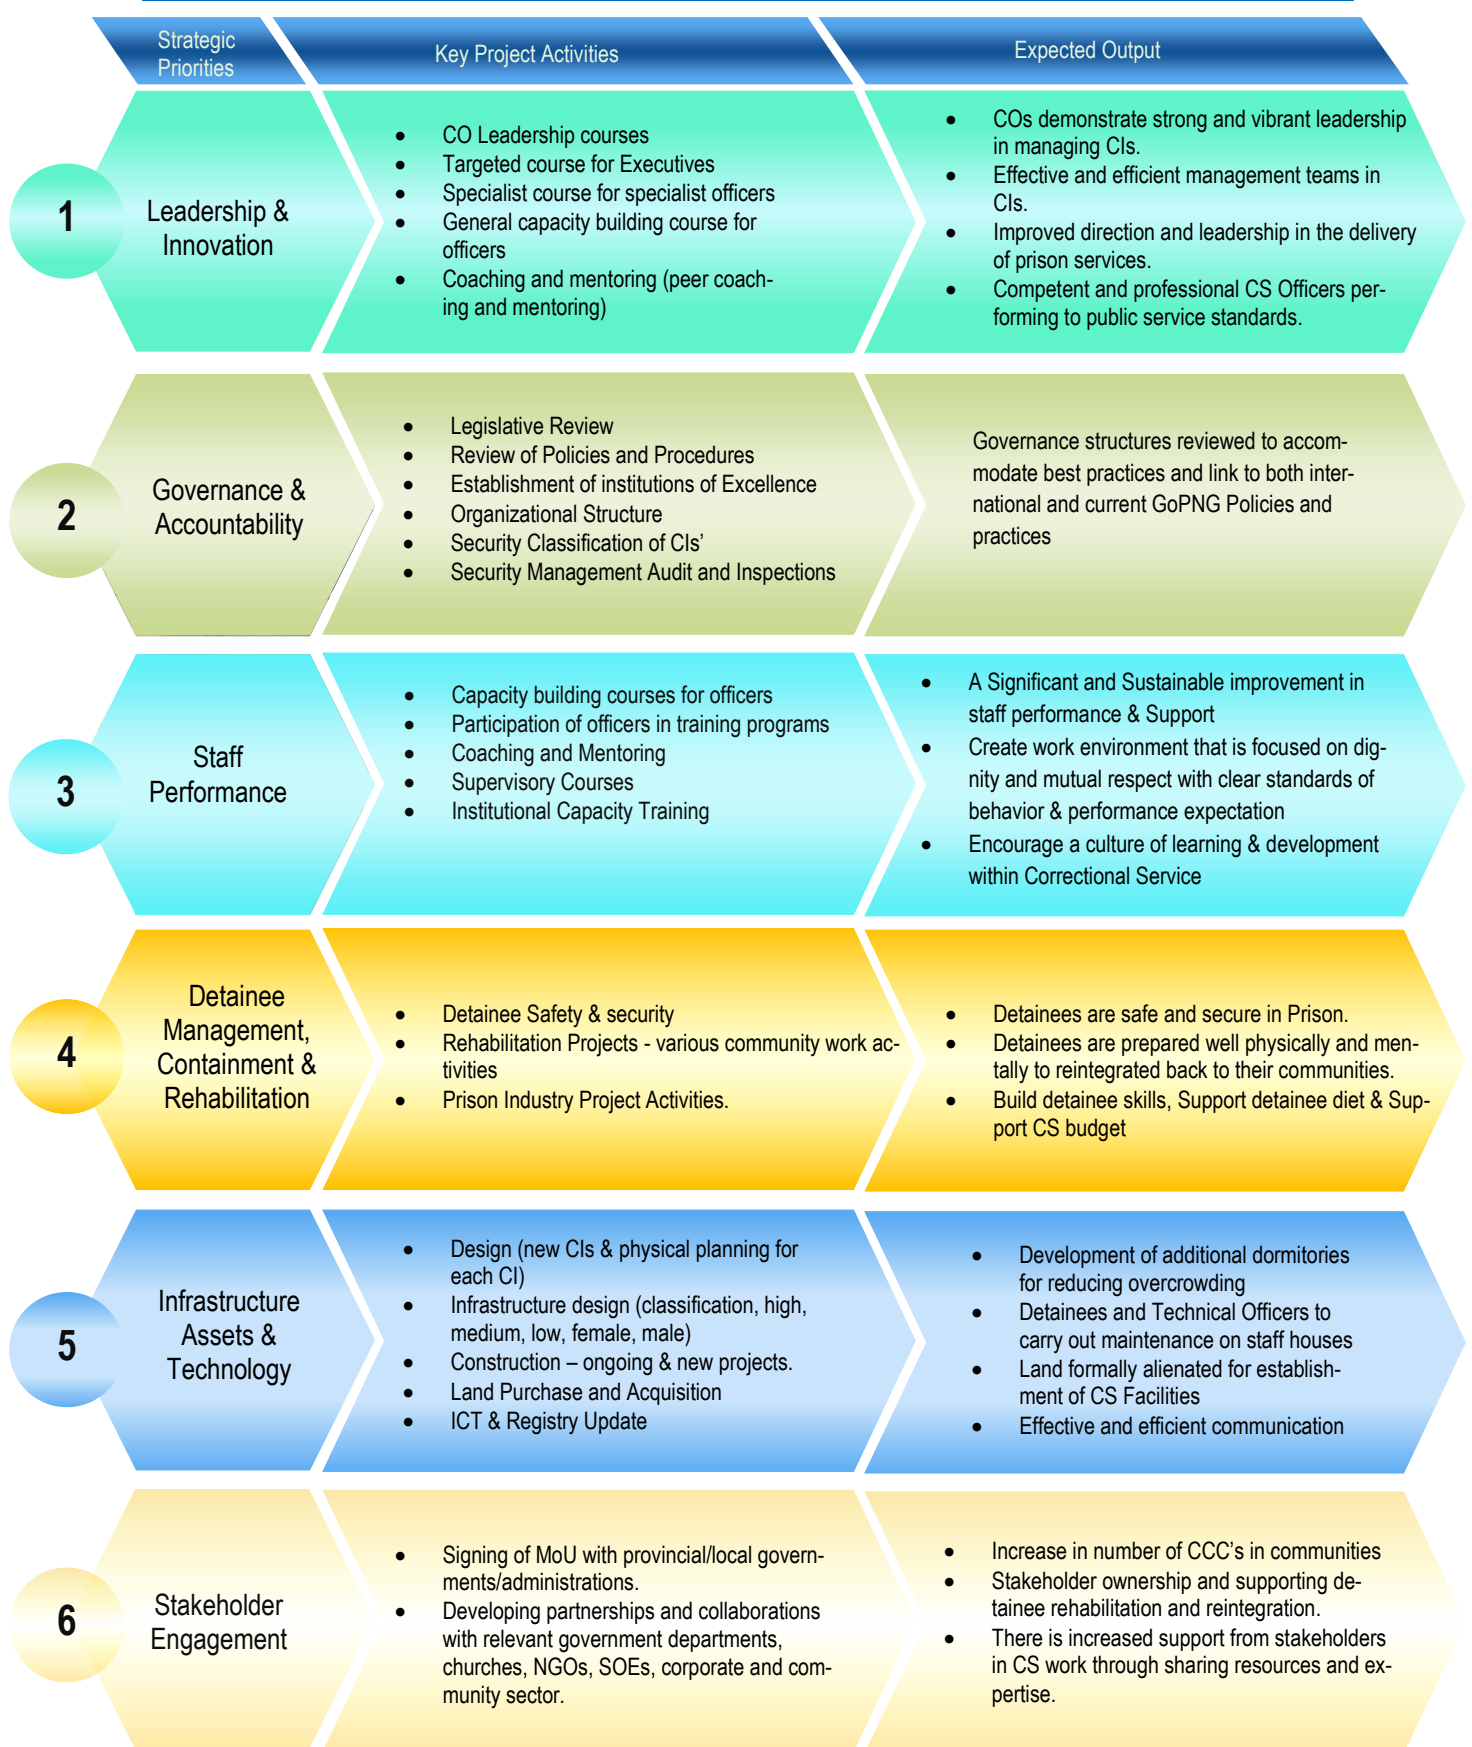 Strategic
Priorities
Key Project Activities
Expected Output
1
Leadership &
Innovation
• CO Leadership courses
• Targeted course for Executives
• Specialist course for specialist officers
• General capacity building course for
officers
• Coaching and mentoring (peer coach-
ing and mentoring)
• COs demonstrate strong and vibrant leadership
in managing CIs.
• Effective and efficient management teams in
CIs.
• Improved direction and leadership in the delivery
of prison services.
• Competent and professional CS Officers per-
forming to public service standards.
2
Governance &
Accountability
• Legislative Review
• Review of Policies and Procedures
• Establishment of institutions of Excellence
• Organizational Structure
• Security Classification of CIs’
• Security Management Audit and Inspections
Governance structures reviewed to accom-
modate best practices and link to both inter-
national and current GoPNG Policies and
practices
3
Staff
Performance
• Capacity building courses for officers
• Participation of officers in training programs
• Coaching and Mentoring
• Supervisory Courses
• Institutional Capacity Training
• A Significant and Sustainable improvement in
staff performance & Support
• Create work environment that is focused on dig-
nity and mutual respect with clear standards of
behavior & performance expectation
• Encourage a culture of learning & development
within Correctional Service
4
Detainee
Management,
Containment &
Rehabilitation
• Detainee Safety & security
• Rehabilitation Projects - various community work ac-
tivities
• Prison Industry Project Activities.
• Detainees are safe and secure in Prison.
• Detainees are prepared well physically and men-
tally to reintegrated back to their communities.
• Build detainee skills, Support detainee diet & Sup-
port CS budget
5
Infrastructure
Assets &
Technology
• Design (new CIs & physical planning for
each CI)
• Infrastructure design (classification, high,
medium, low, female, male)
• Construction – ongoing & new projects.
• Land Purchase and Acquisition
• ICT & Registry Update
• Development of additional dormitories
for reducing overcrowding
• Detainees and Technical Officers to
carry out maintenance on staff houses
• Land formally alienated for establish-
ment of CS Facilities
• Effective and efficient communication
6
Stakeholder
Engagement
• Signing of MoU with provincial/local govern-
ments/administrations.
• Developing partnerships and collaborations
with relevant government departments,
churches, NGOs, SOEs, corporate and com-
munity sector.
• Increase in number of CCC’s in communities
• Stakeholder ownership and supporting de-
tainee rehabilitation and reintegration.
• There is increased support from stakeholders
in CS work through sharing resources and ex-
pertise.